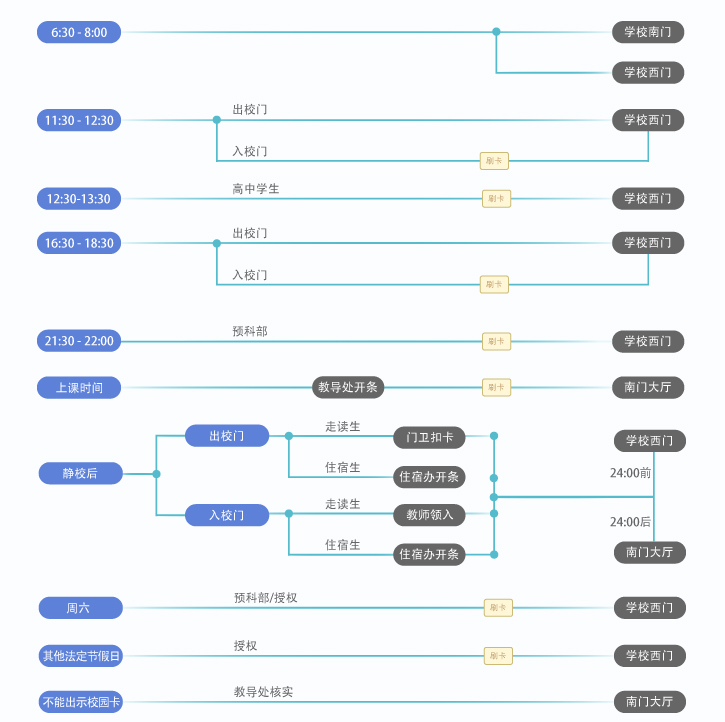 6:30 - 8:00
学校南门
学校西门
出校门
11:30 - 12:30
学校西门
入校门
刷卡
高中学生
12:30-13:30
刷卡
学校西门
出校门
16:30 - 18:30
学校西门
入校门
刷卡
预科部
21:30 - 22:00
刷卡
学校西门
上课时间
教导处开条
刷卡
南门大厅
走读生
出校门
门卫扣卡
学校西门
住宿生
静校后
住宿办开条
24:00前
走读生
入校门
教师领入
24:00后
住宿生
住宿办开条
南门大厅
预科部/授权
周六
刷卡
学校西门
授权
其他法定节假日
刷卡
学校西门
教导处核实
不能出示校园卡
南门大厅